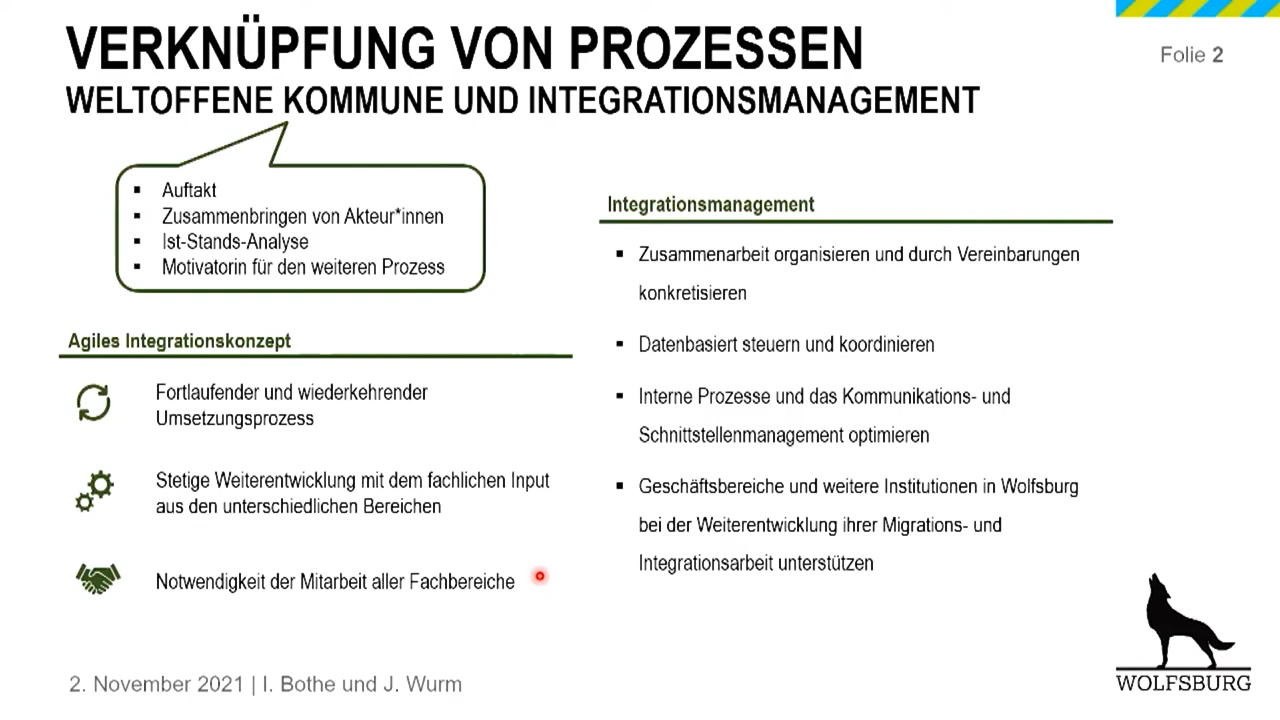 VERKNÜPFUNG VON PROZESSEN
Folie 2
WELTOFFENE KOMMUNE UND INTEGRATIONSMANAGEMENT
▪ Auftakt
▪ Zusammenbringen von Akteur*innen
▪ Ist-Stands-Analyse
▪ Motivatorin für den weiteren Prozess
Agiles Integrationskonzept
Fortlaufender und wiederkehrender
Umsetzungsprozess
Stetige Weiterentwicklung mit dem fachlichen Input
aus den unterschiedlichen Bereichen
Notwendigkeit der Mitarbeit aller Fachbereiche
Integrationsmanagement
▪ Zusammenarbeit organisieren und durch Vereinbarungen
konkretisieren
▪ Datenbasiert steuern und koordinieren
▪ Interne Prozesse und das Kommunikations- und
Schnittstellenmanagement optimieren
▪ Geschäftsbereiche und weitere Institutionen in Wolfsburg
bei der Weiterentwicklung ihrer Migrations- und
Integrationsarbeit unterstützen
2. November 2021 | I. Bothe und J. Wurm
WOLFSBURG